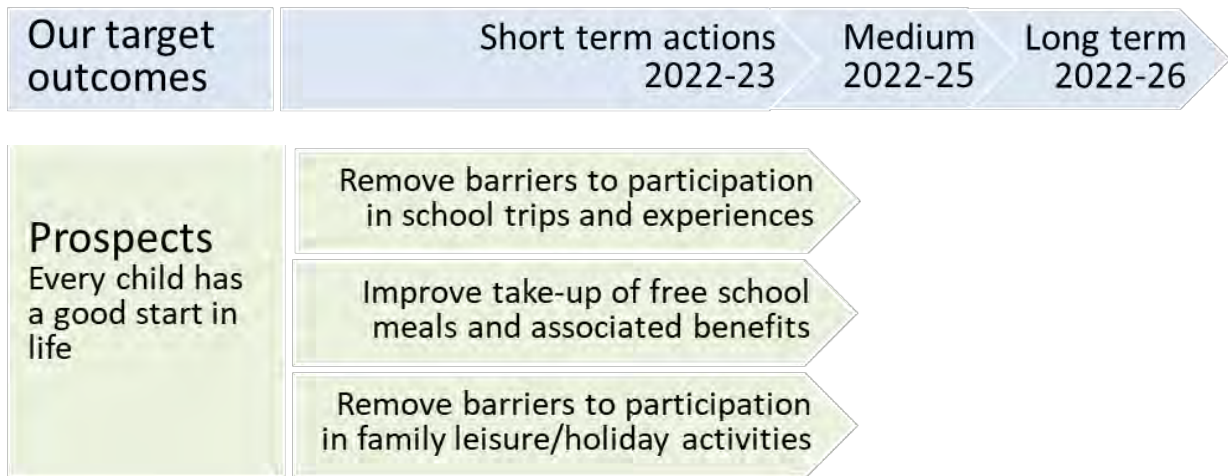 Our target
outcomes
Short term actions
2022-23
Medium
2022-25
Long term
2022-26
Prospects
Every child has
a good start in
life
Remove barriers to participation
in school trips and experiences
Improve take-up of free school
meals and associated benefits
Remove barriers to participation
in family leisure/holiday activities